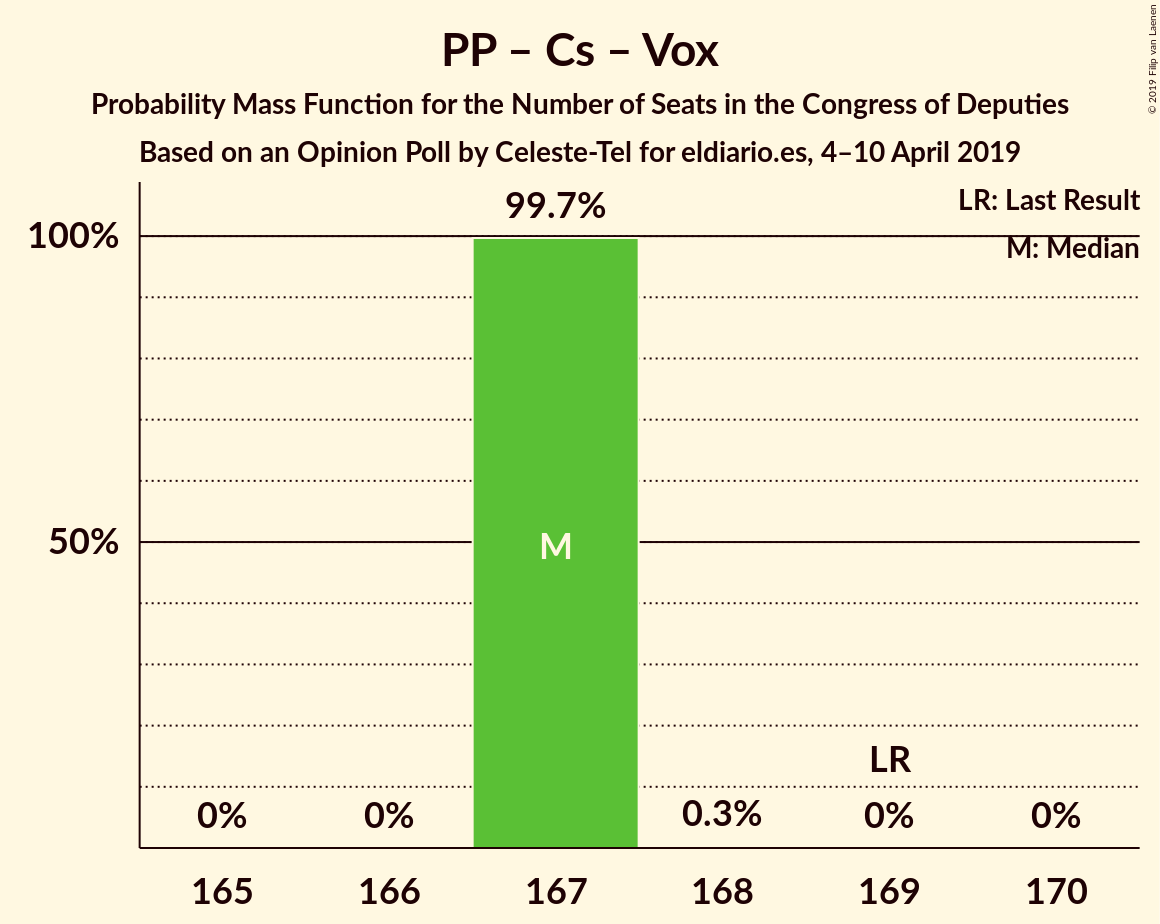 PP – Cs – Vox
Probability Mass Function for the Number of Seats in the Congress of Deputies
Based on an Opinion Poll by Celeste-Tel for eldiario.es, 4–10 April 2019
© 2019 Filip van Laenen
LR: Last Result
M: Median
99.7%
100%
50%
M
LR
0%
0%
0.3%
0%
0%
165
166
167
168
169
170